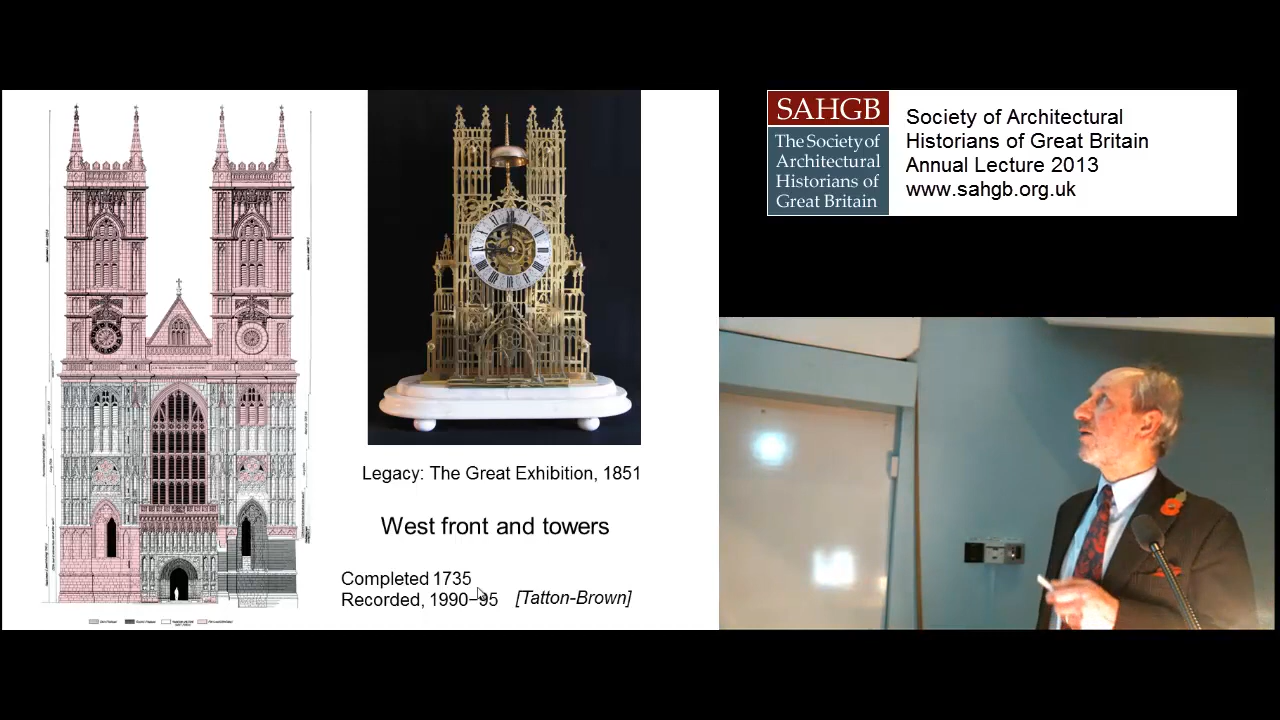 Legacy: The Great Exhibition, 1851
West front and towers
Completed 1735
Recorded, 1990–95 [Tatton-Brown]
SAHGB
The Society of
Architectural
Historians of
Great Britain
Society of Architectural
Historians of Great Britain
Annual Lecture 2013
www.sahgb.org.uk